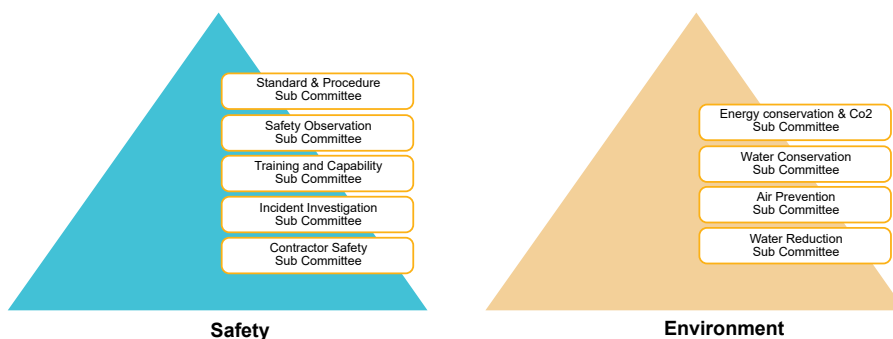 Standard & Procedure
Sub Committee
Safety Observation
Sub Committee
Training and Capability
Sub Committee
Incident Investigation
Sub Committee
Contractor Safety
Sub Committee
Safety
Energy conservation & Co2
Sub Committee
Water Conservation
Sub Committee
Air Prevention
Sub Committee
Water Reduction
Sub Committee
Environment